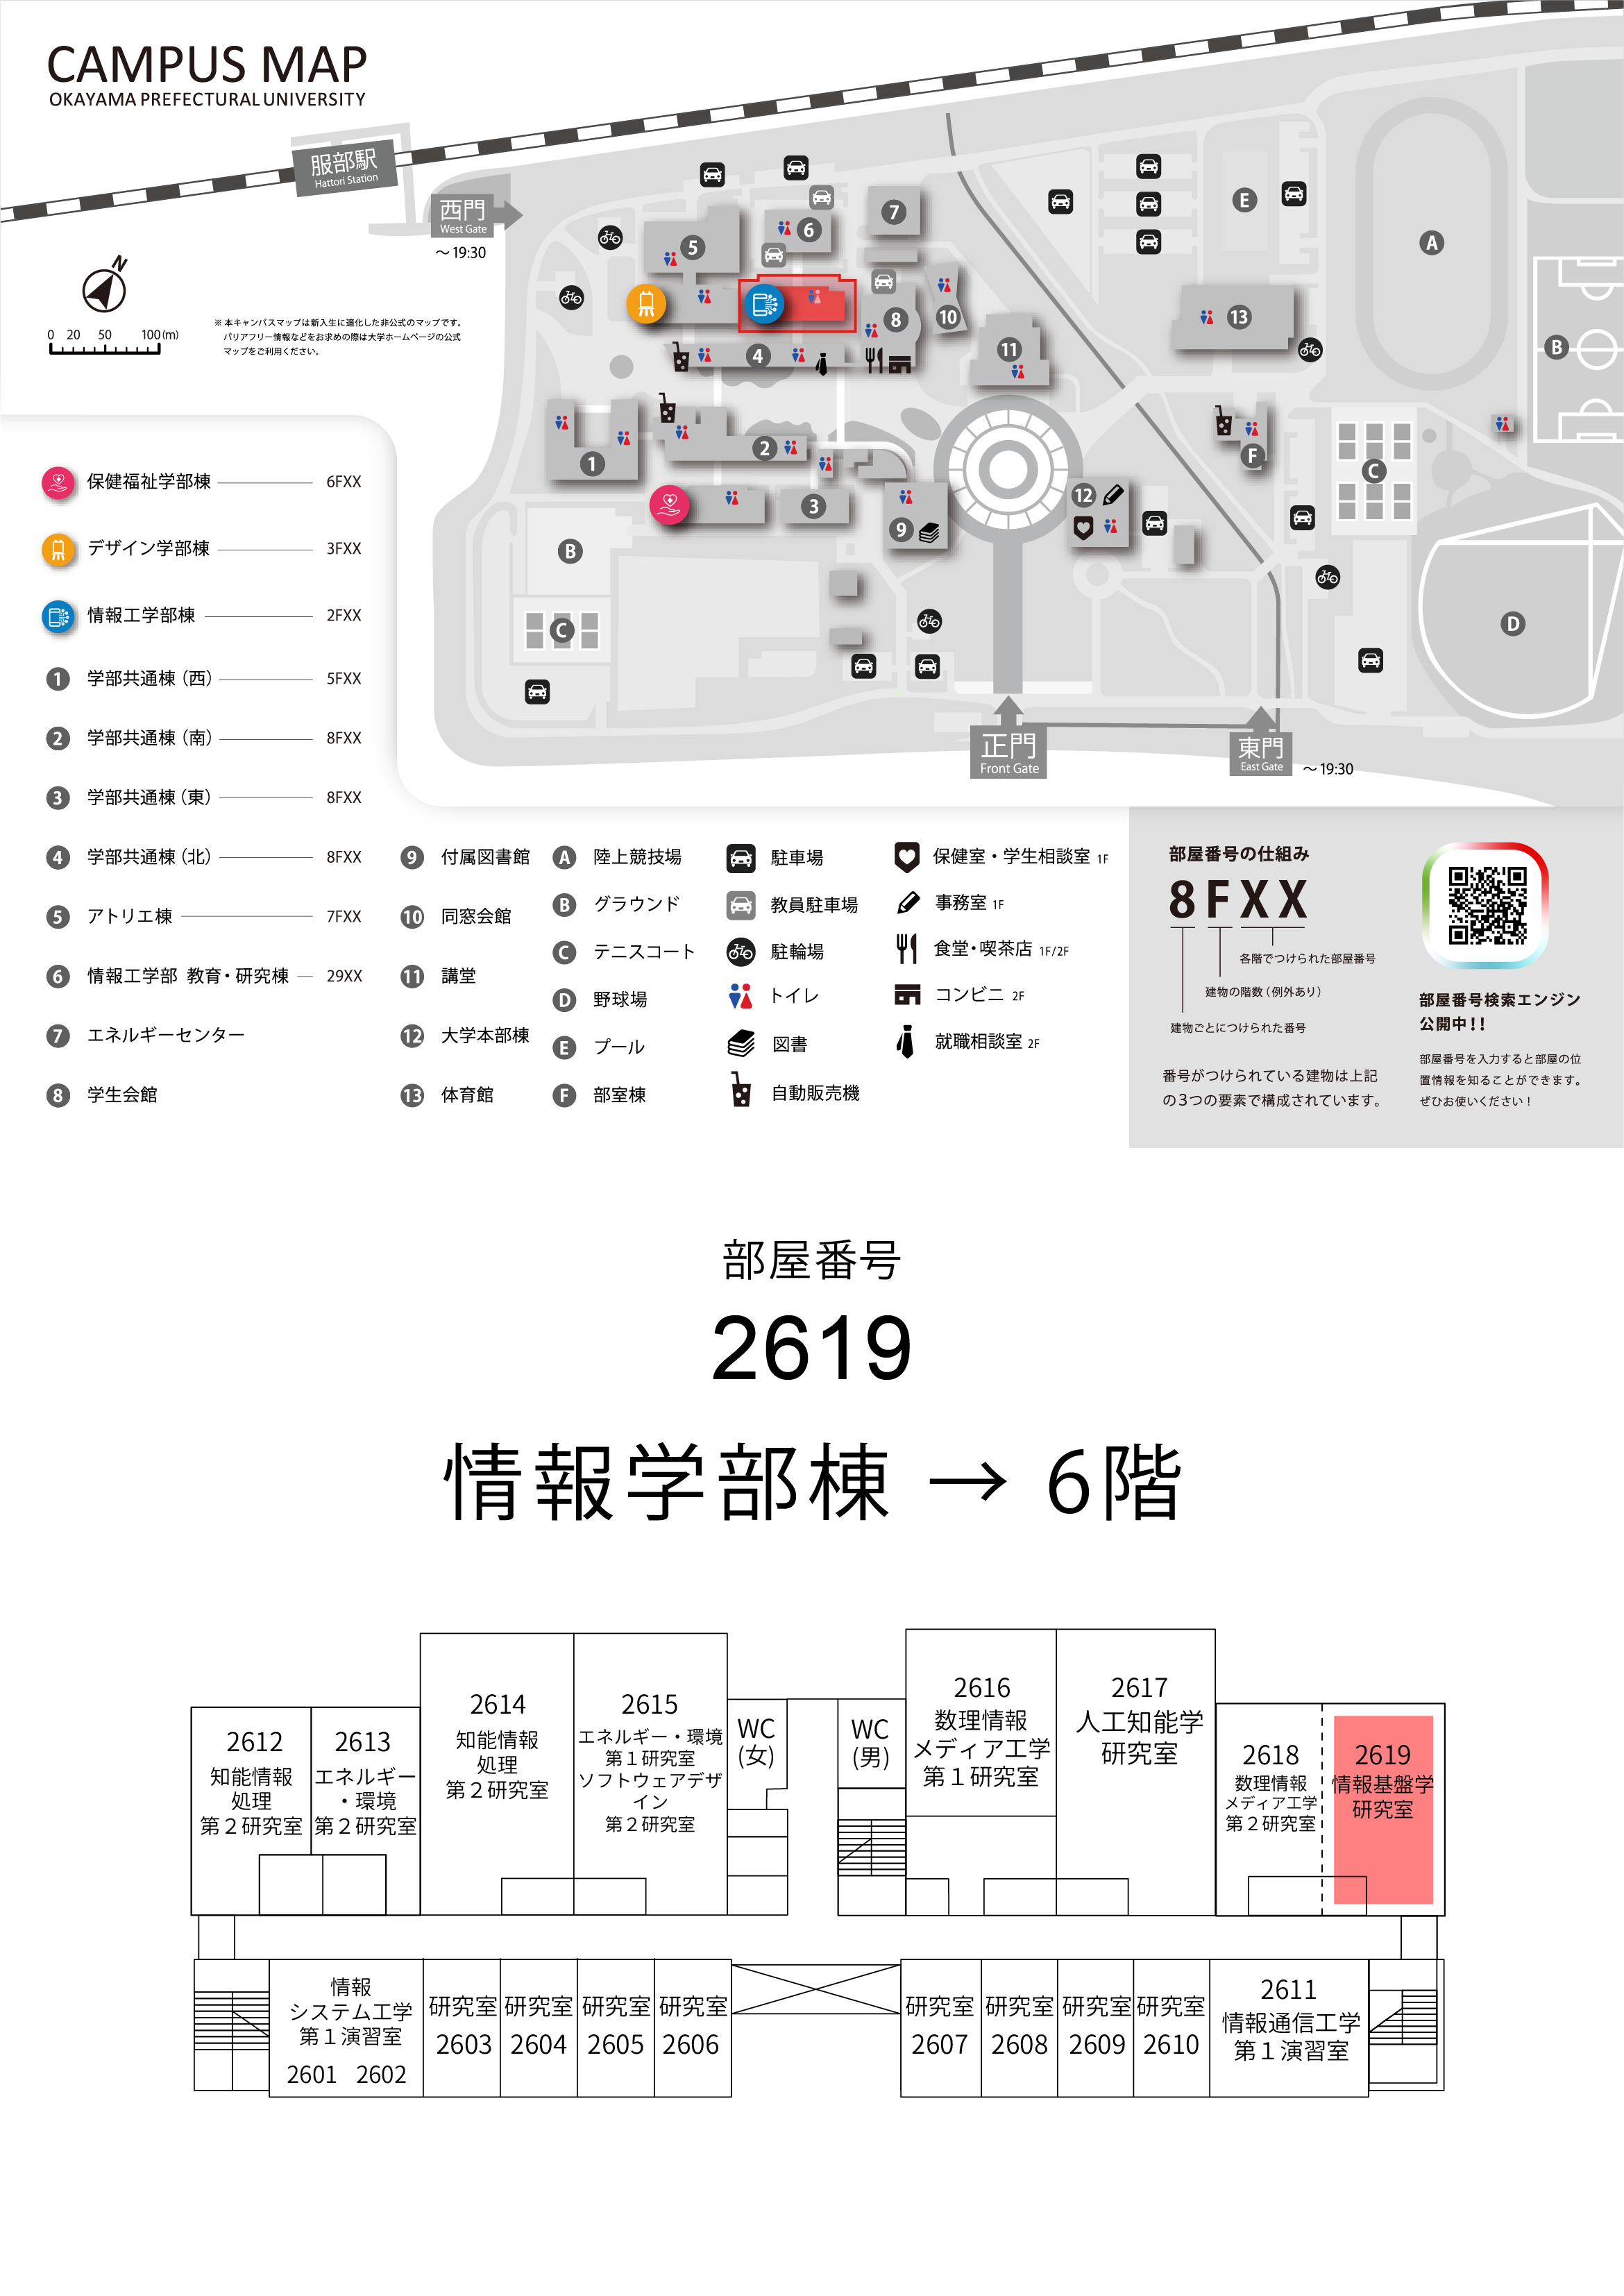 CAMPUS MAP
OKAYAMA PREFECTURAL UNIVERSITY
服部駅
Hattori Station
西門
West Gate
～19:30
N
0 20 50 100(m)
※ 本キャンパスマップは新入生に適化した非公式のマップです。
バリアフリー情報などをお求めの際は大学ホームページの公式
マップをご利用ください。
7
6
5
E
A
8
10
13
11
4
B
1
2
F
C
3
9
12
B
C
D
正門
Front Gate
東門
East Gate
～19:30
保健福祉学部棟 6FXX
デザイン学部棟 3FXX
情報工学部棟 2FXX
1 学部共通棟（西） 5FXX
2 学部共通棟（南） 8FXX
3 学部共通棟（東） 8FXX
4 学部共通棟（北） 8FXX
5 アトリエ棟 7FXX
6 情報工学部 教育・研究棟 29XX
7 エネルギーセンター
8 学生会館
9 付属図書館
10 同窓会館
11 講堂
12 大学本部棟
13 体育館
A 陸上競技場
B グラウンド
C テニスコート
D 野球場
E プール
F 部室棟
駐車場
教員駐車場
駐輪場
トイレ
図書
自動販売機
保健室・学生相談室 1F
事務室 1F
食堂・喫茶店 1F/2F
コンビニ 2F
就職相談室 2F
部屋番号の仕組み
8 F X X
各階でつけられた部屋番号
建物の階数（例外あり）
建物ごとにつけられた番号
番号がつけられている建物は上記
の３つの要素で構成されています。
部屋番号検索エンジン
公開中！！
部屋番号を入力すると部屋の位
置情報を知ることができます。
ぜひお使いください！
部屋番号
2619
情報学部棟 → 6階
2612
知能情報
処理
第２研究室
2613
エネルギー
・環境
第２研究室
2614
知能情報
処理
第２研究室
2615
エネルギー・環境
第１研究室
ソフトウェアデザ
イン
第２研究室
WC
(女)
WC
(男)
2616
数理情報
メディア工学
第１研究室
2617
人工知能学
研究室
2618
数理情報
メディア工学
第２研究室
2619
情報基盤学
研究室
情報
システム工学
第１演習室
2601 2602
研究室
2603
研究室
2604
研究室
2605
研究室
2606
研究室
2607
研究室
2608
研究室
2609
研究室
2610
2611
情報通信工学
第１演習室